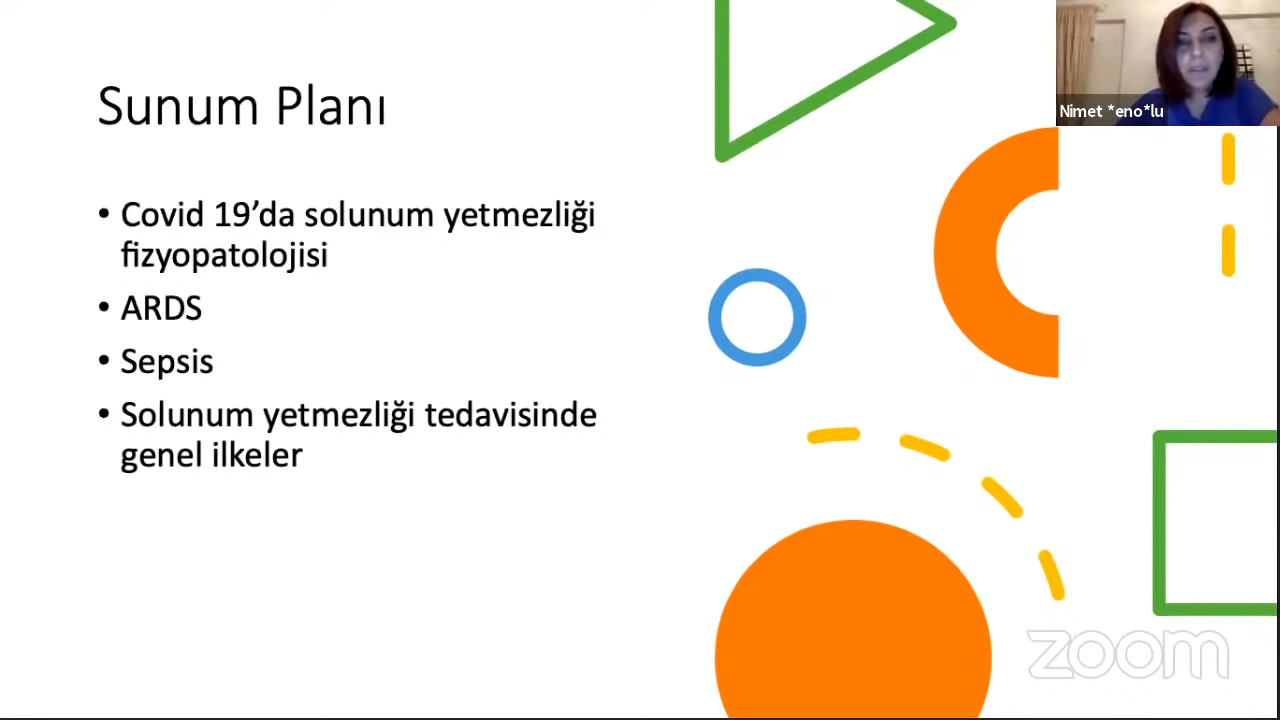 Sunum Planı
• Covid 19’da solunum yetmezliği
fizyopatolojisi
• ARDS
• Sepsis
• Solunum yetmezliği tedavisinde
genel ilkeler
Nimet *eno*lu
zoom